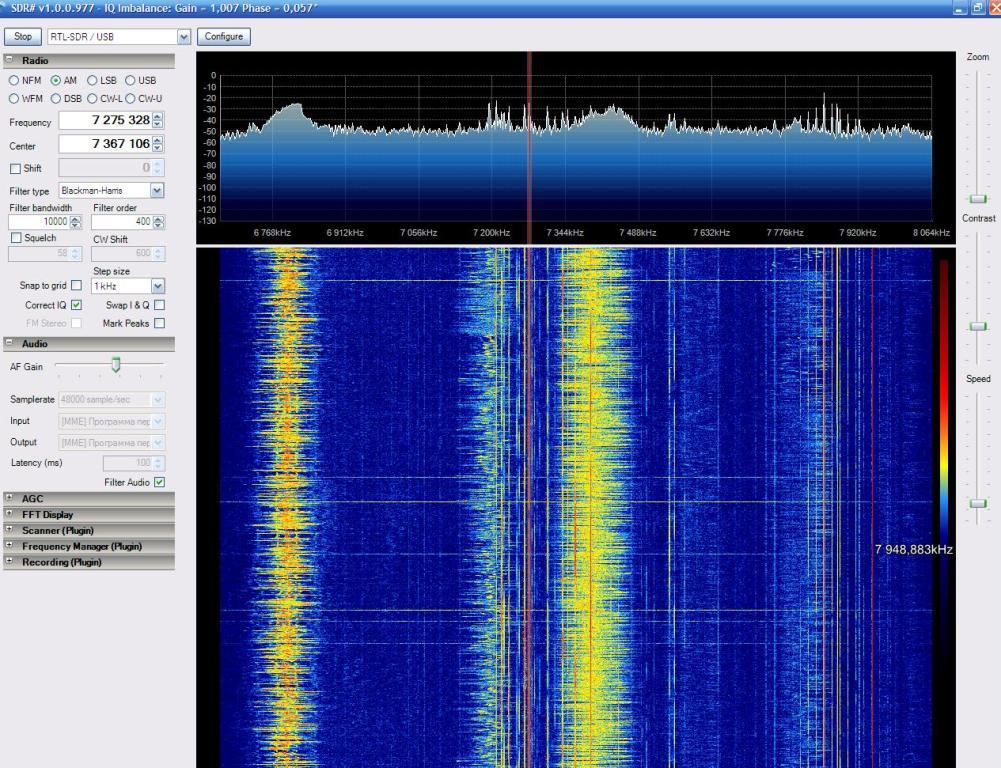 SDR# v1.0.0.977 - IQ Imbalance: Gain = 1,007 Phase = 0,057°
Stop RTL-SDR / USB Configure
Radio
NFM AM LSB USB
WFM DSB CW-L CW-U
Frequency 7 275 328
Center 7 367 106
Shift 0
Filter type Blackman-Harris
Filter bandwidth Filter order
10000 400
Squelch CW Shift
58 600
Step size
Snap to grid 1 kHz
Correct IQ Swap I & Q
FM Stereo Mark Peaks
Audio
AF Gain
Samplerate 48000 sample/sec
Input [MME] Программа пер
Output [MME] Программа пер
Latency (ms) 100
Filter Audio
AGC
FFT Display
Scanner (Plugin)
Frequency Manager (Plugin)
Recording (Plugin)
0
-10
-20
-30
-40
-50
-60
-70
-80
-90
-100
-110
-120
-130
6 768kHz 6 912kHz 7 056kHz 7 200kHz 7 344kHz 7 488kHz 7 632kHz 7 776kHz 7 920kHz 8 064kHz
7 948,883kHz
Zoom
Contrast
Speed